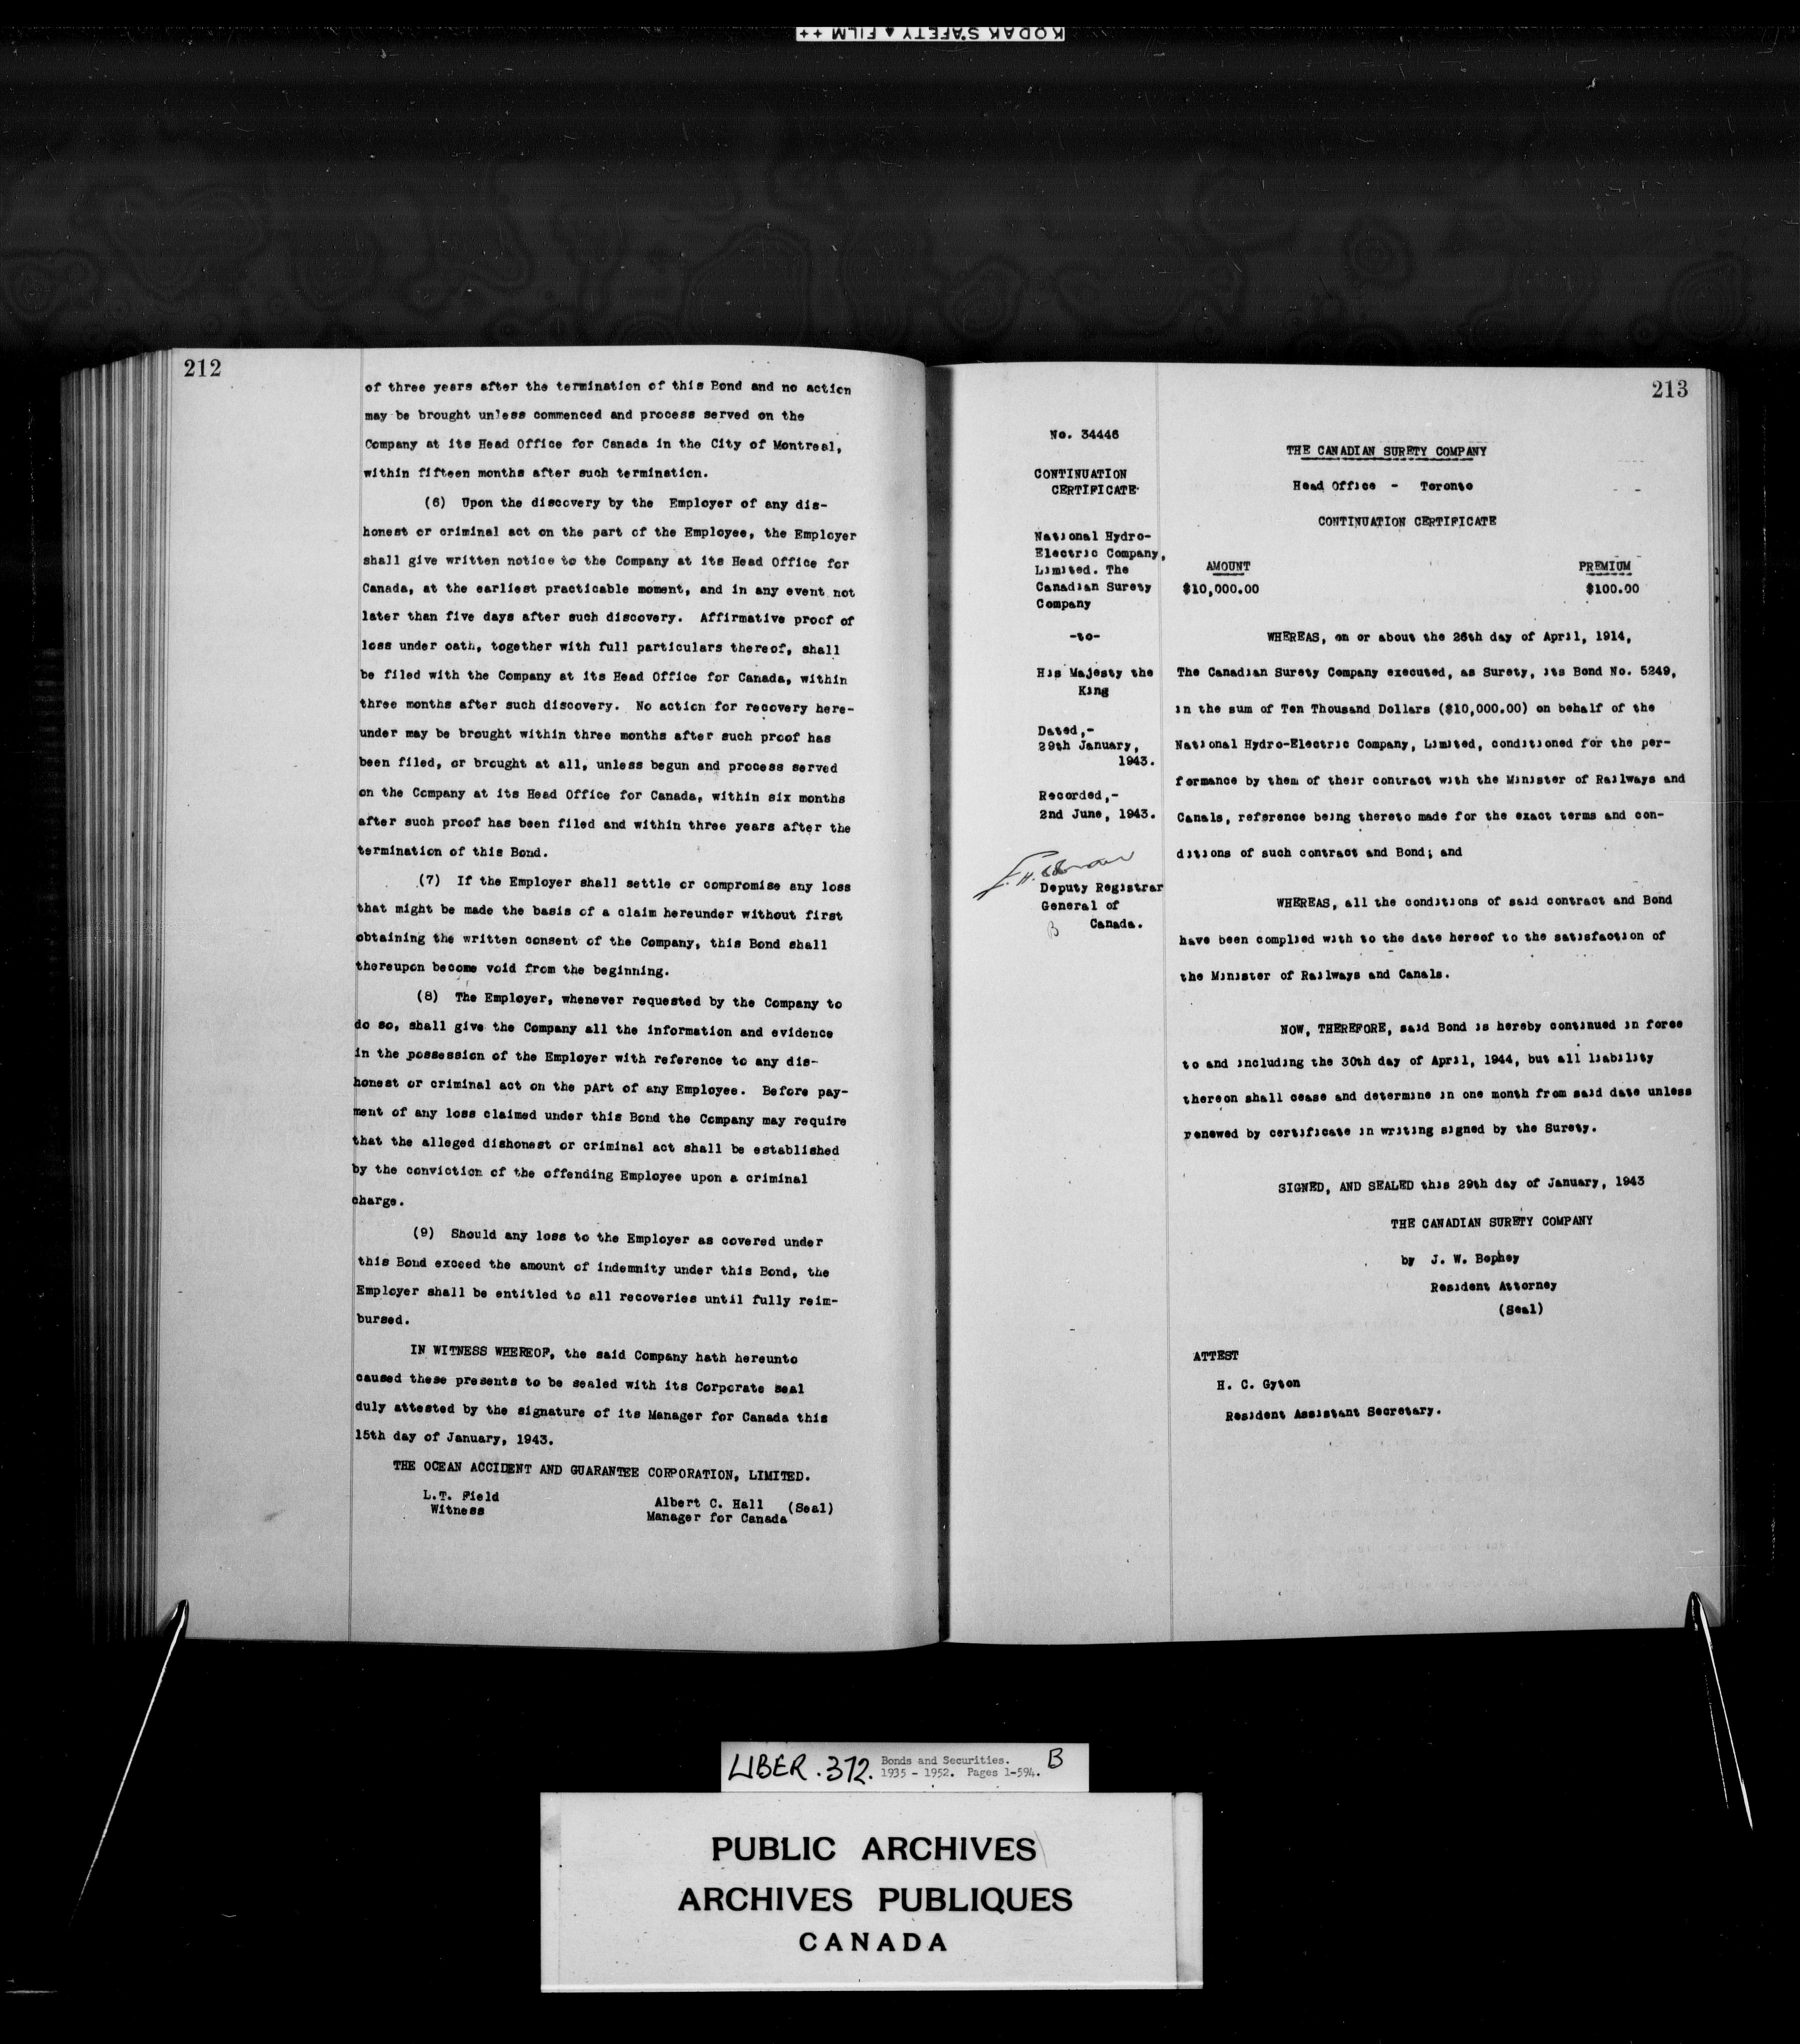 KODAK SAFETY ▲ FILM ++
212
of three years after the termination of this Bond and no action
may be brought unless commenced and process served on the
Company at its Head Office for Canada in the City of Montreal,
within fifteen months after such termination.
(6) Upon the discovery by the Employer of any dis-
honest or criminal act on the part of the Employee, the Employer
shall give written notice to the Company at its Head Office for
Canada, at the earliest practicable moment, and in any event not
later than five days after such discovery. Affirmative proof of
loss under oath, together with full particulars thereof, shall
be filed with the Company at its Head Office for Canada, within
three months after such discovery. No action for recovery here-
under may be brought within three months after such proof has
been filed, or brought at all, unless begun and process served
on the Company at its Head Office for Canada, within six months
after such proof has been filed and within three years after the
termination of this Bond.
(7) If the Employer shall settle or compromise any loss
that might be made the basis of a claim hereunder without first
obtaining the written consent of the Company, this Bond shall
thereupon become void from the beginning.
(8) The Employer, whenever requested by the Company to
do so, shall give the Company all the information and evidence
in the possession of the Employer with reference to any dis-
honest or criminal act on the pArt of any Employee. Before pay-
ment of any loss claimed under this Bond the Company may require
that the alleged dishonest or criminal act shall be established
by the conviction of the offending Employee upon a criminal
charge.
(9) Should any loss to the Employer as covered under
this Bond exceed the amount of indemnity under this Bond, the
Employer shall be entitled to all recoveries until fully reim-
bursed.
IN WITNESS WHEREOF, the said Company hath hereunto
caused these presents to be sealed with its Corporate seal
duly attested by the signature of its Manager for Canada this
15th day of January, 1943.
THE OCEAN ACCIDENT AND GUARANTEE CORPORATION, LIMITED.
L.T. Field Albert C. Hall (Seal)
Witness Manager for Canada
213
No. 34446
CONTINUATION
CERTIFICATE
National Hydro-
Electric Company,
Limited. The
Canadian Surety
Company
-to-
His Majesty the
King
Dated,-
29th January,
1943.
Recorded,-
2nd June, 1943.
Deputy Registrar
General of
Canada.
B
THE CANADIAN SURETY COMPANY
Head Office - Toronto
CONTINUATION CERTIFICATE
AMOUNT PREMIUM
$10,000.00 $100.00
WHEREAS, on or about the 26th day of April, 1914,
The Canadian Surety Company executed, as Surety, its Bond No. 5249,
in the sum of Ten Thousand Dollars ($10,000.00) on behalf of the
National Hydro-Electric Company, Limited, conditioned for the per-
formance by them of their contract with the Minister of Railways and
Canals, reference being thereto made for the exact terms and con-
ditions of such contract and Bond; and
WHEREAS, all the conditions of said contract and Bond
have been complied with to the date hereof to the satisfaction of
the Minister of Railways and Canals.
NOW, THEREFORE, said Bond is hereby continued in force
to and including the 30th day of April, 1944, but all liability
thereon shall cease and determine in one month from said date unless
renewed by certificate in writing signed by the Surety.
SIGNED, AND SEALED this 29th day of January, 1943
THE CANADIAN SURETY COMPANY
by J. W. Bephey
Resident Attorney
(Seal)
ATTEST
H. C. Gyton
Resident Assistant Secretary.
LIBER. 372. Bonds and Securities. B
1935 - 1952. Pages 1-594.
PUBLIC ARCHIVES
ARCHIVES PUBLIQUES
CANADA